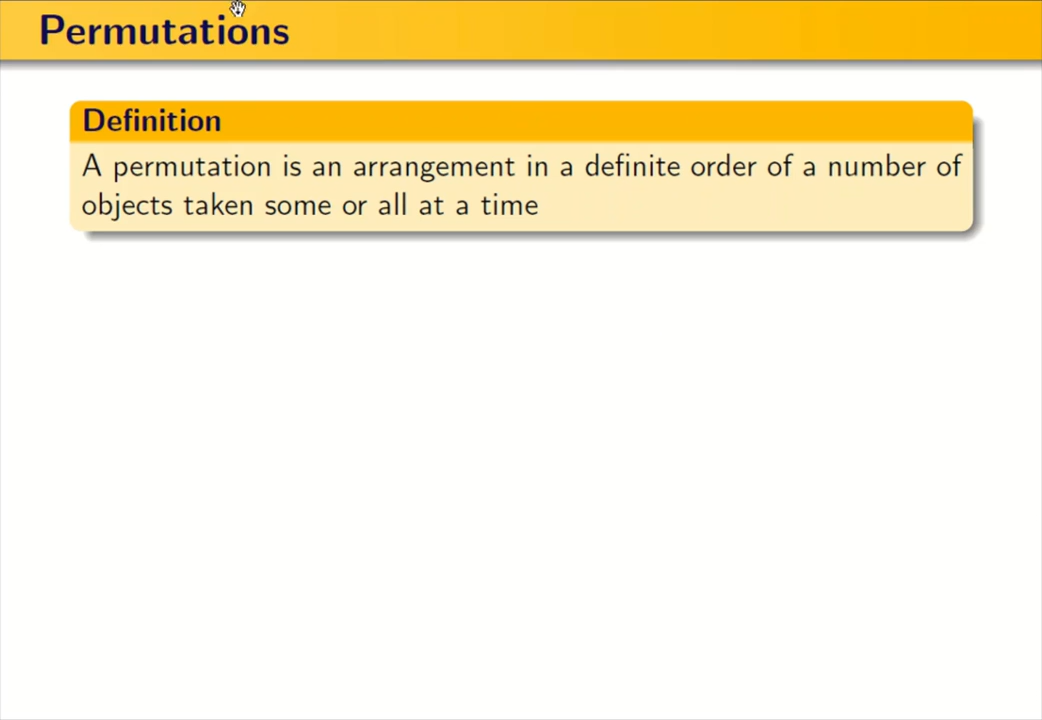 Permutations
Definition
A permutation is an arrangement in a definite order of a number of
objects taken some or all at a time